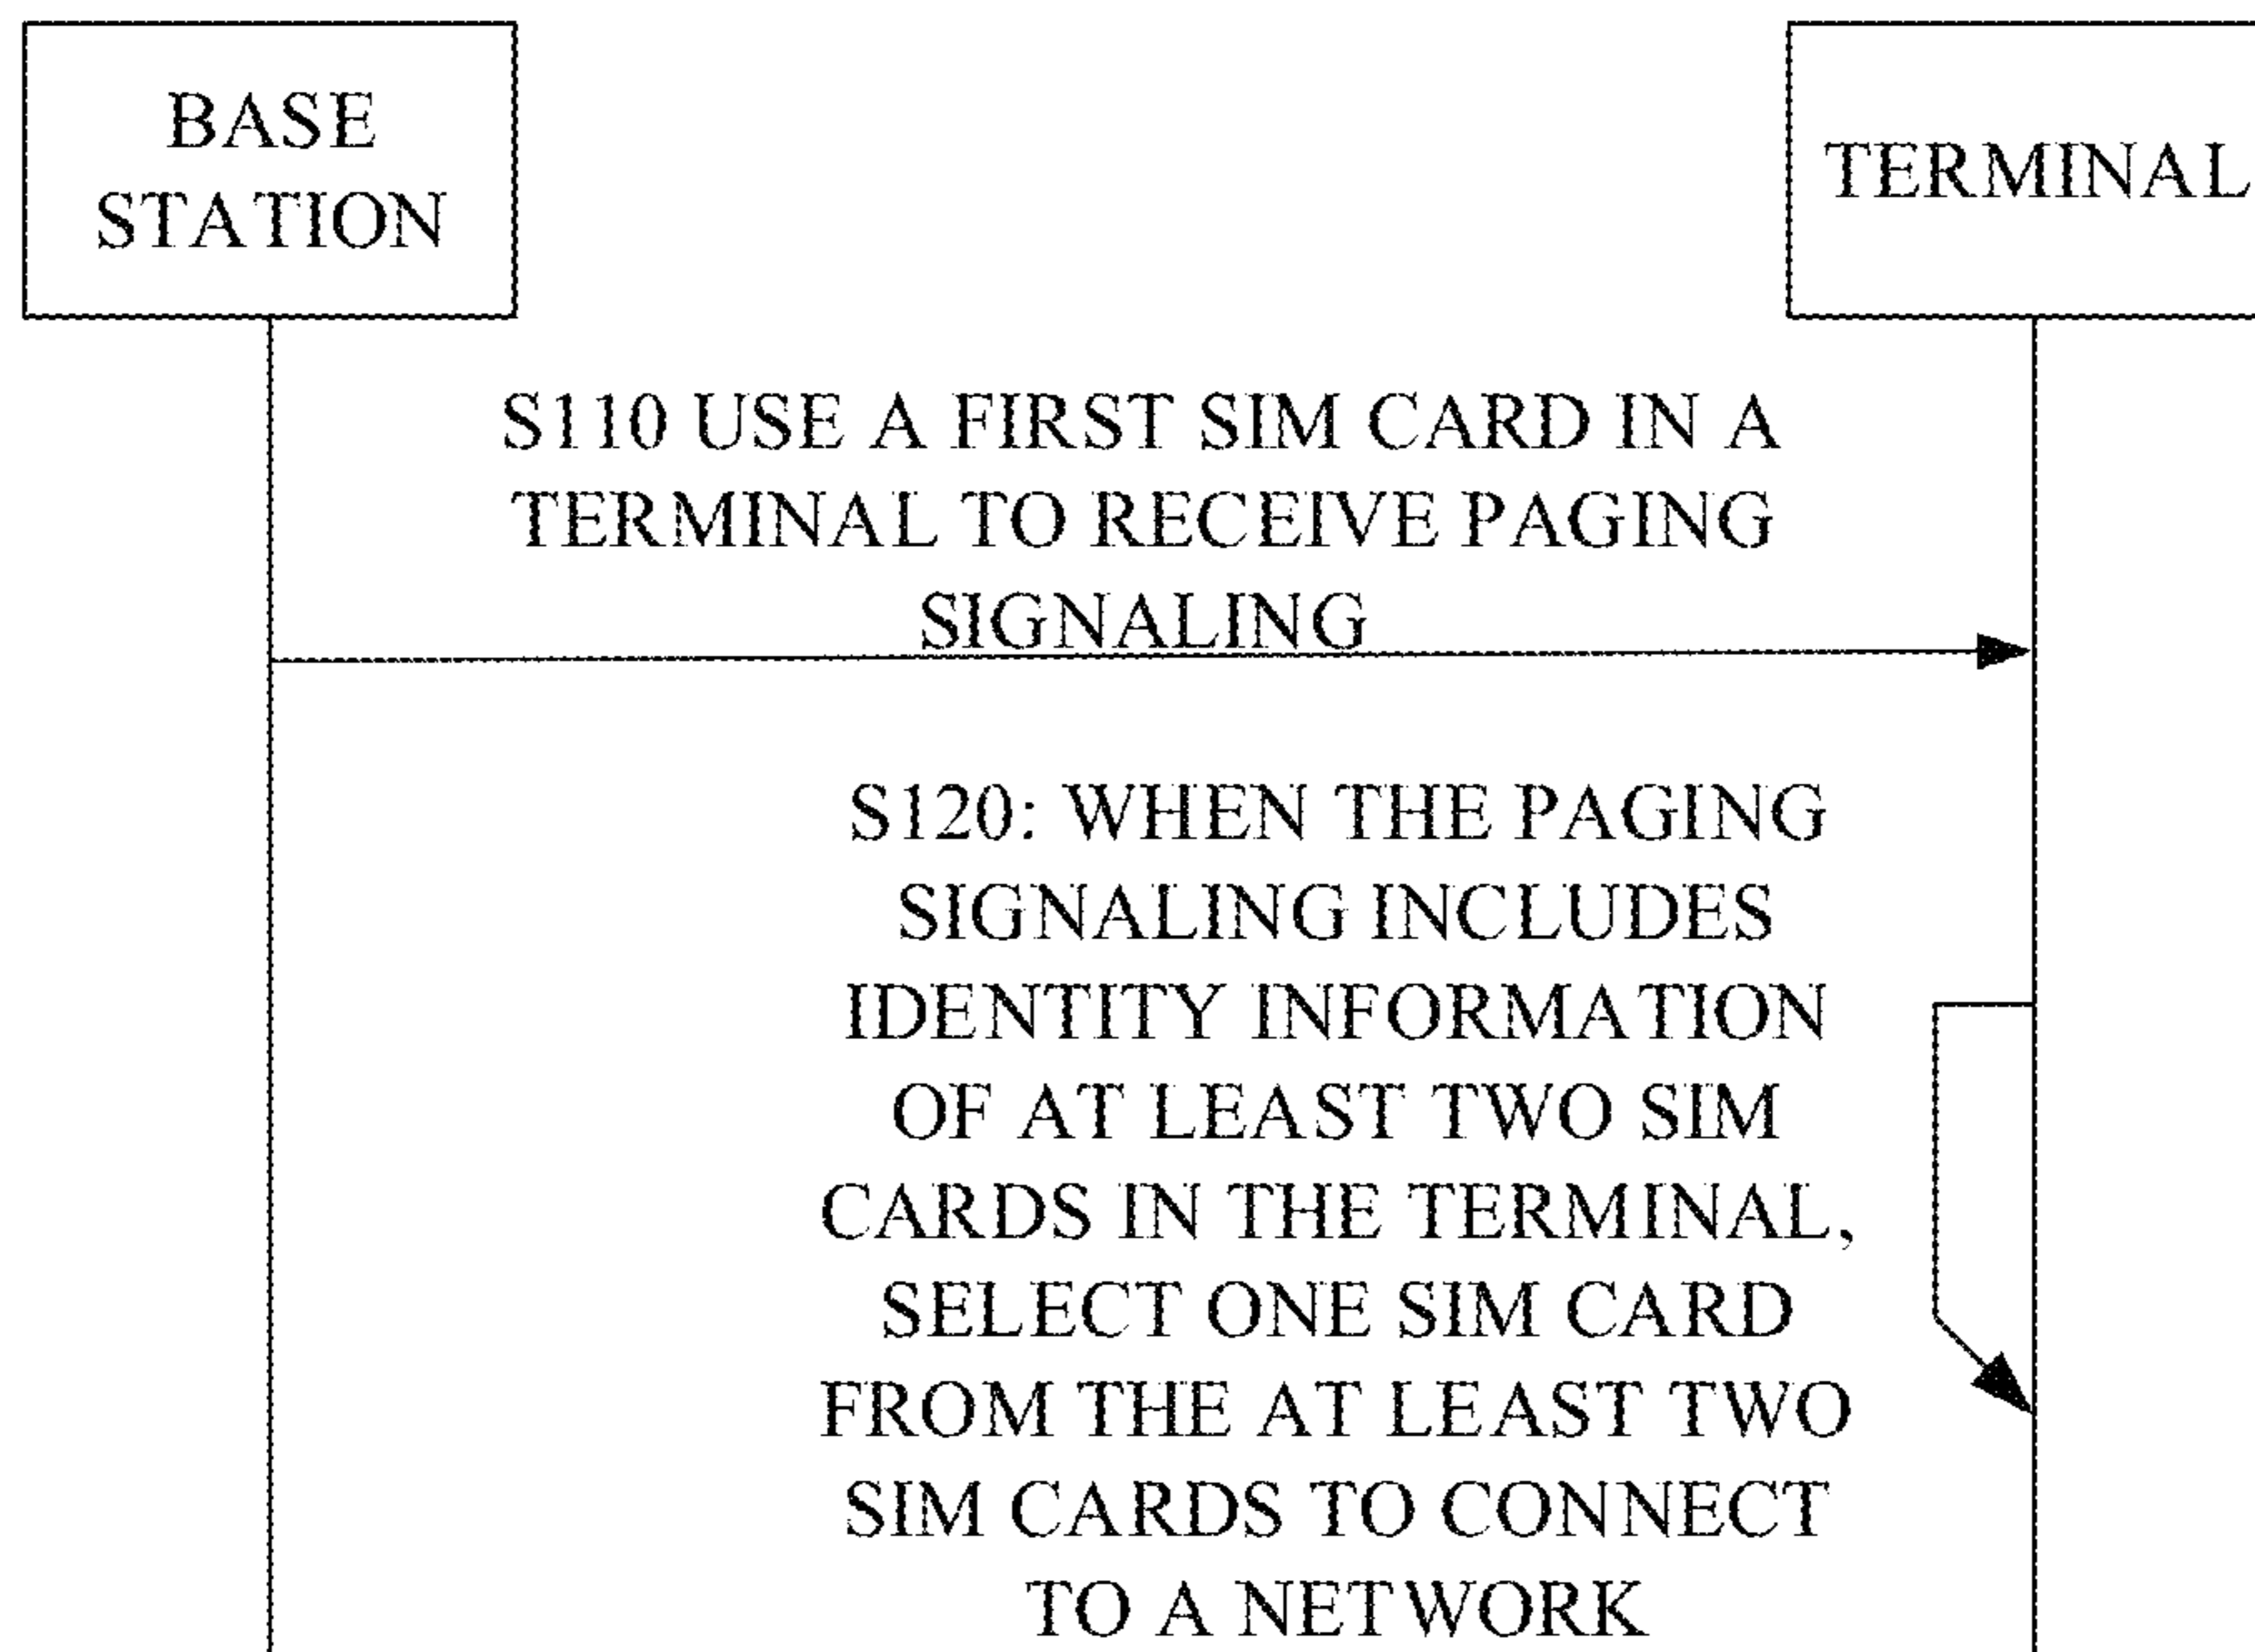 BASE
STATION
TERMINAL
S110 USE A FIRST SIM CARD IN A
TERMINAL TO RECEIVE PAGING
SIGNALING
S120: WHEN THE PAGING
SIGNALING INCLUDES
IDENTITY INFORMATION
OF AT LEAST TWO SIM
CARDS IN THE TERMINAL,
SELECT ONE SIM CARD
FROM THE AT LEAST TWO
SIM CARDS TO CONNECT
TO A NETWORK